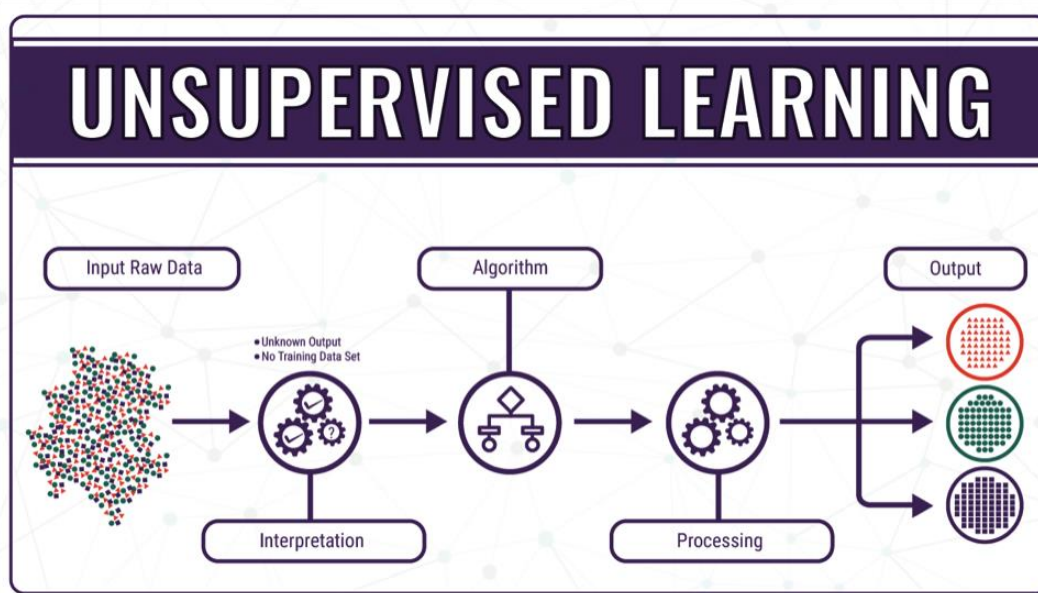 UNSUPERVISED LEARNING
Input Raw Data
Algorithm
Output
• Unknown Output
• No Training Data Set
?
Interpretation
Processing